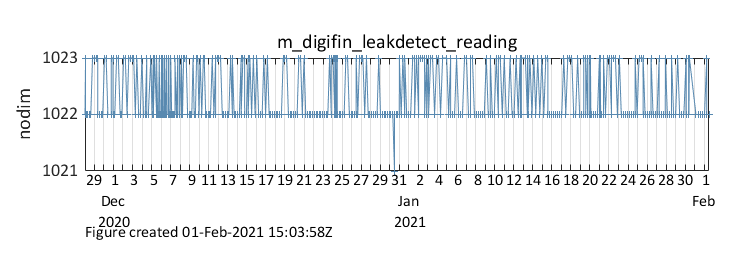 m_digifin_leakdetect_reading
nodim
1023
1022
1021
29 1 3 5 7 9 11 13 15 17 19 21 23 25 27 29 31 2 4 6 8 10 12 14 16 18 20 22 24 26 28 30 1
Dec Jan Feb
2020 2021
Figure created 01-Feb-2021 15:03:58Z